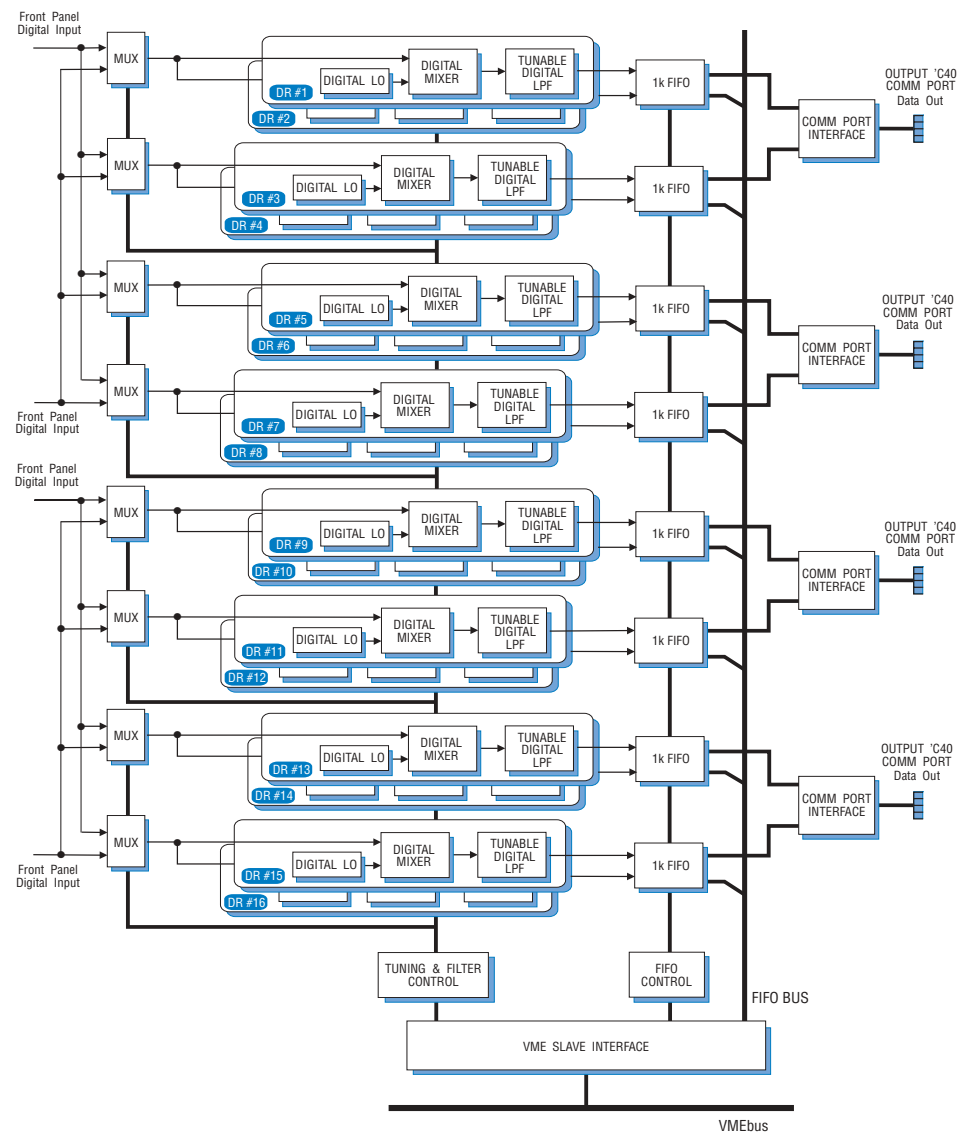 Front Panel
Digital Input
MUX
DIGITAL LO
DIGITAL
MIXER
TUNABLE
DIGITAL
LPF
DR #1
DR #2
1k FIFO
MUX
DIGITAL LO
DIGITAL
MIXER
TUNABLE
DIGITAL
LPF
DR #3
DR #4
1k FIFO
COMM PORT
INTERFACE
OUTPUT 'C40
COMM PORT
Data Out
MUX
DIGITAL LO
DIGITAL
MIXER
TUNABLE
DIGITAL
LPF
DR #5
DR #6
1k FIFO
Front Panel
Digital Input
MUX
DIGITAL LO
DIGITAL
MIXER
TUNABLE
DIGITAL
LPF
DR #7
DR #8
1k FIFO
COMM PORT
INTERFACE
OUTPUT 'C40
COMM PORT
Data Out
Front Panel
Digital Input
MUX
DIGITAL LO
DIGITAL
MIXER
TUNABLE
DIGITAL
LPF
DR #9
DR #10
1k FIFO
MUX
DIGITAL LO
DIGITAL
MIXER
TUNABLE
DIGITAL
LPF
DR #11
DR #12
1k FIFO
COMM PORT
INTERFACE
OUTPUT 'C40
COMM PORT
Data Out
MUX
DIGITAL LO
DIGITAL
MIXER
TUNABLE
DIGITAL
LPF
DR #13
DR #14
1k FIFO
Front Panel
Digital Input
MUX
DIGITAL LO
DIGITAL
MIXER
TUNABLE
DIGITAL
LPF
DR #15
DR #16
1k FIFO
COMM PORT
INTERFACE
OUTPUT 'C40
COMM PORT
Data Out
TUNING & FILTER
CONTROL
FIFO
CONTROL
FIFO BUS
VME SLAVE INTERFACE
VMEbus